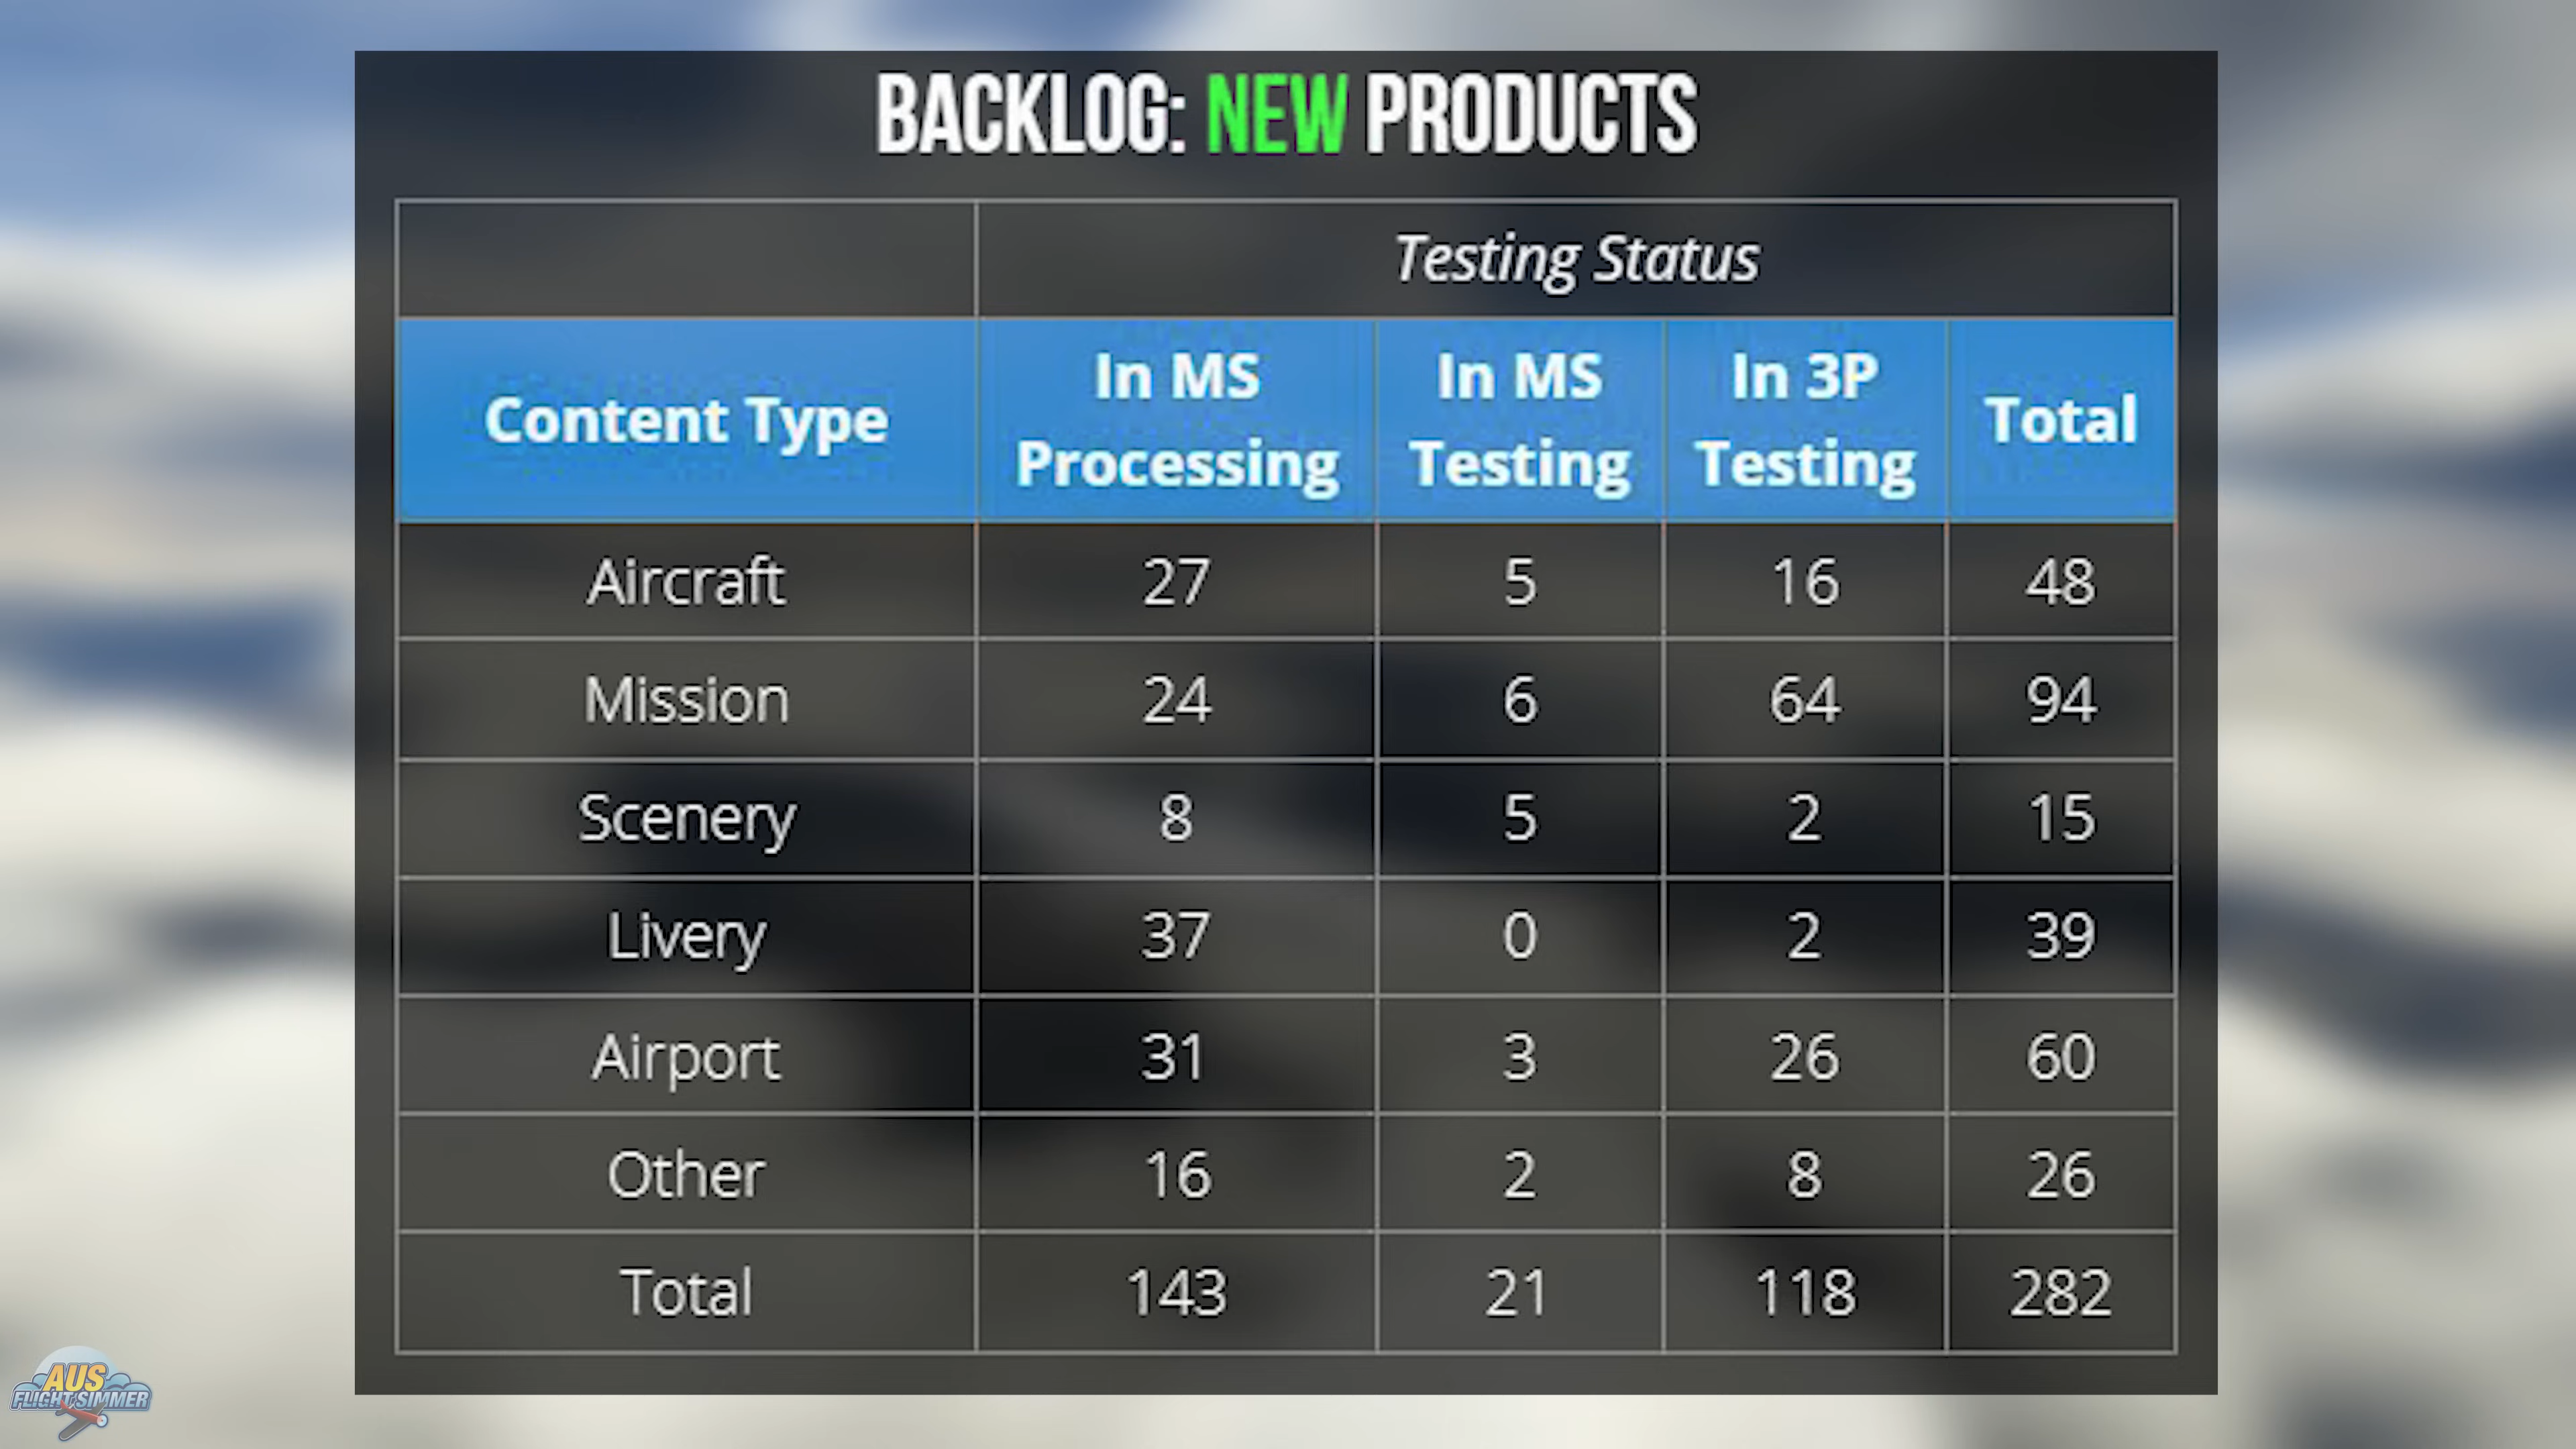 BACKLOG: NEW PRODUCTS
Testing Status
Content Type In MS Processing In MS Testing In 3P Testing Total
Aircraft 27 5 16 48
Mission 24 6 64 94
Scenery 8 5 2 15
Livery 37 0 2 39
Airport 31 3 26 60
Other 16 2 8 26
Total 143 21 118 282
AUS
FLIGHT SIMMER